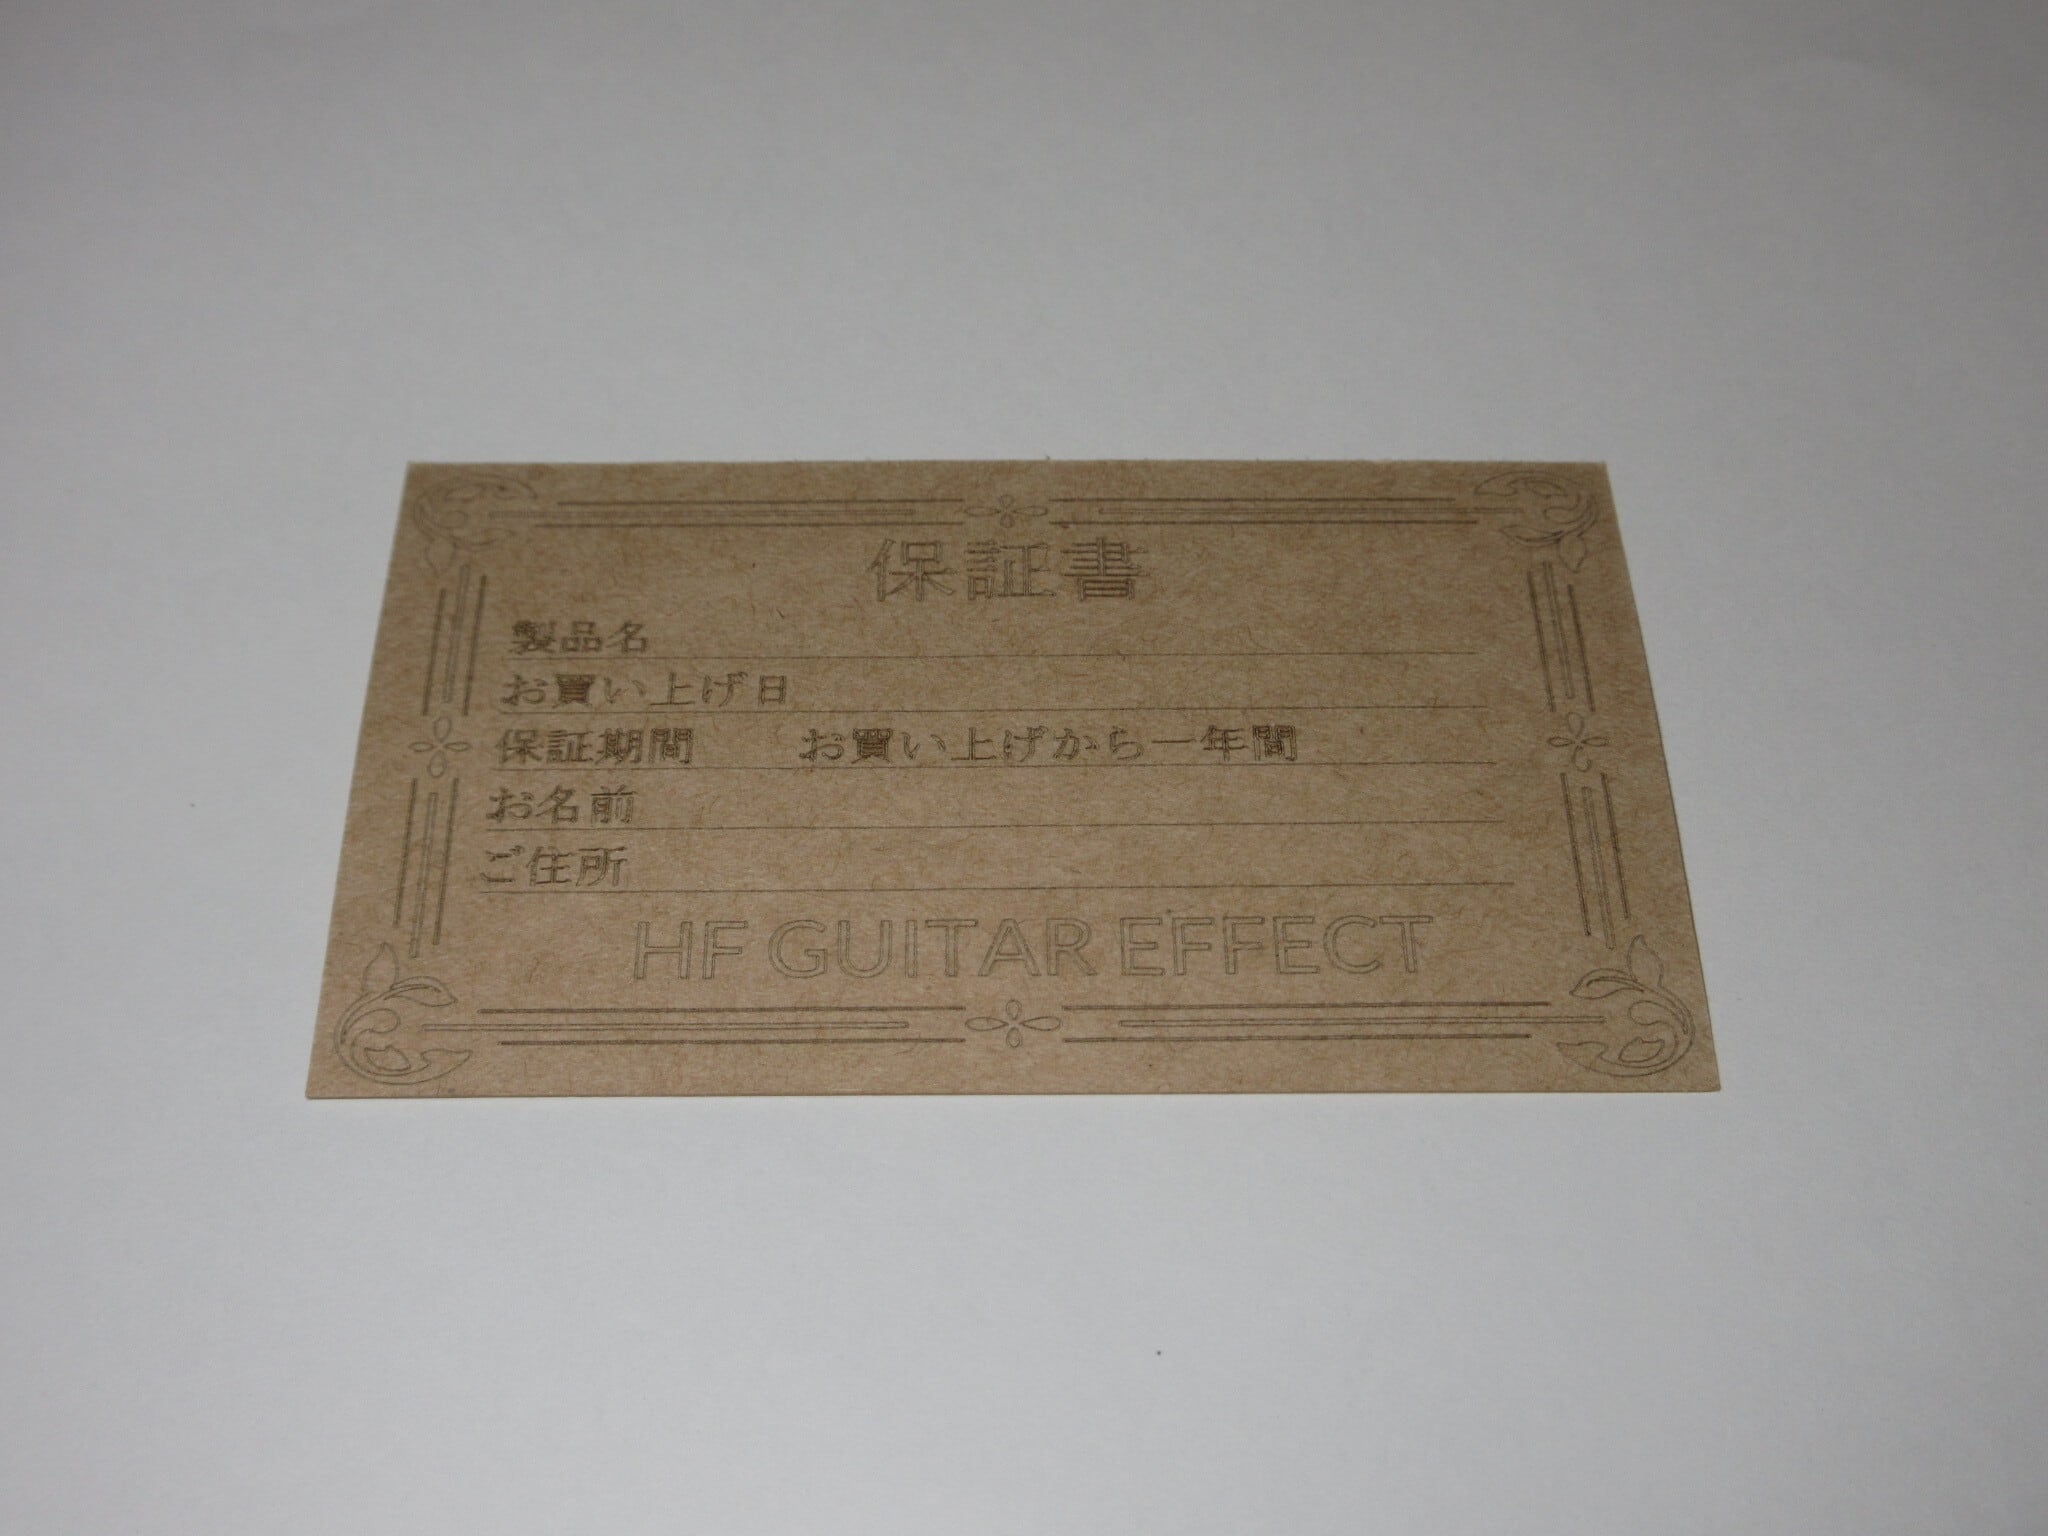 保証書
製品名
お買い上げ日
保証期間　　お買い上げから一年間
お名前
ご住所
HF GUITAR EFFECT